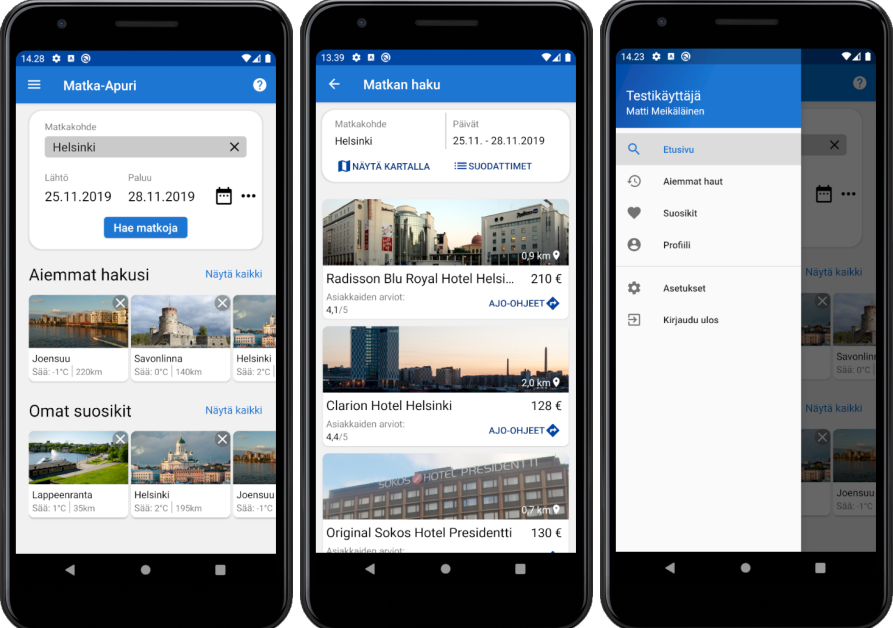 14.28
Matka-Apuri
?
Matkakohde
Helsinki
Lähtö
Paluu
25.11.2019
28.11.2019
Hae matkoja
Aiemmat hakusi
Näytä kaikki
Joensuu
Sää: -1°C | 220km
Savonlinna
Sää: 0°C | 140km
Helsinki
Sää: 2°C |
Omat suosikit
Näytä kaikki
Lappeenranta
Sää: 1°C | 35km
Helsinki
Sää: 2°C | 195km
Joensuu
Sää: -1°C
13.39
Matkan haku
Matkakohde
Helsinki
Päivät
25.11. - 28.11.2019
NÄYTÄ KARTALLA
SUODATTIMET
0,9 km
Radisson Blu Royal Hotel Helsi...
210 €
Asiakkaiden arviot:
4,1/5
AJO-OHJEET
2,0 km
Clarion Hotel Helsinki
128 €
Asiakkaiden arviot:
4,4/5
AJO-OHJEET
SOKOS HOTEL PRESIDENTTI
0,7 km
Original Sokos Hotel Presidentti
130 €
Asiakkaiden arviot:
14.23
Testikäyttäjä
Matti Meikäläinen
Etusivu
Aiemmat haut
Suosikit
Profiili
Asetukset
Kirjaudu ulos
?
Näytä kaikki
Savonlin
Sää: 0°C
Näytä kaikki
Joensuu
Sää: -1°C